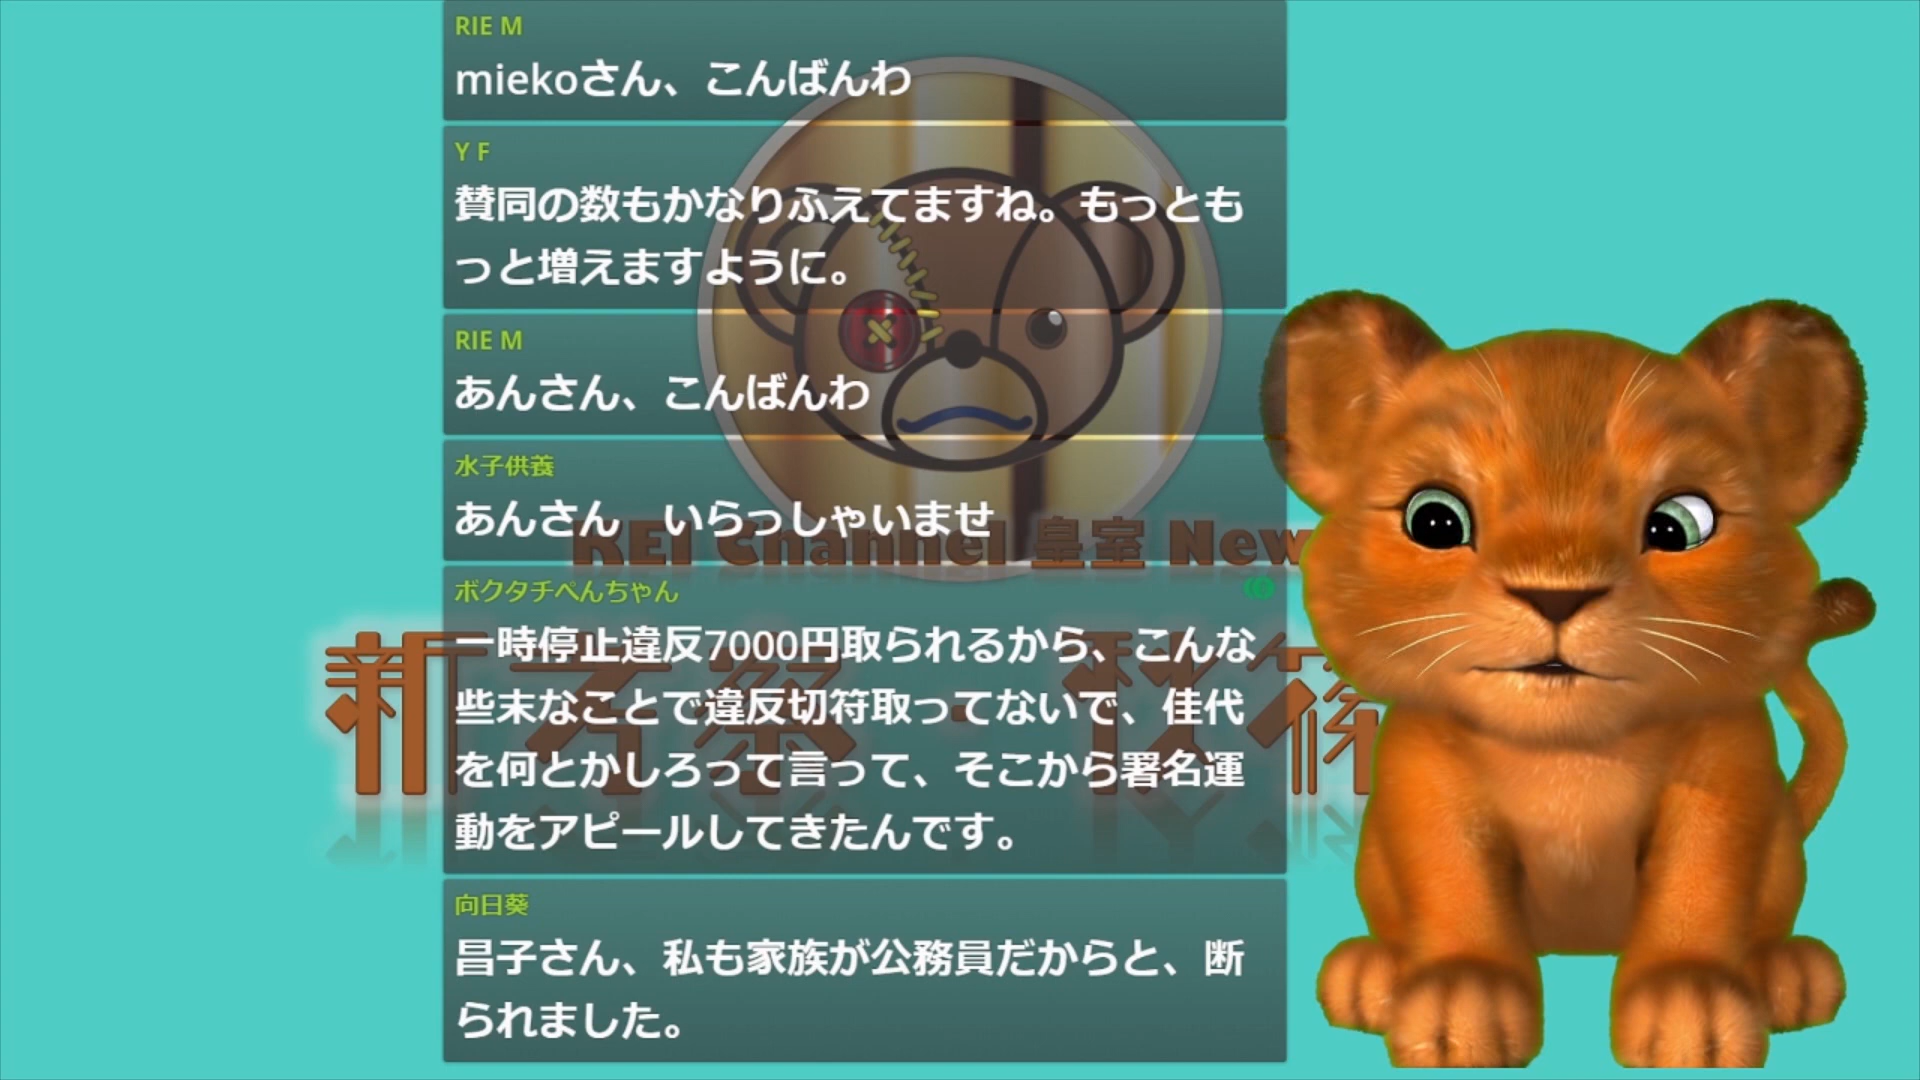 RIE M
miekoさん、こんばんわ
Y F
賛同の数もかなりふえてますね。もっとも
っと増えますように。
RIE M
あんさん、こんばんわ
水子供養
あんさん　いらっしゃいませ
KEI Channel 皇室 New
ボクタチぺんちゃん
一時停止違反7000円取られるから、こんな
些末なことで違反切符取ってないで、佳代
を何とかしろって言って、そこから署名運
動をアピールしてきたんです。
向日葵
昌子さん、私も家族が公務員だからと、断
られました。